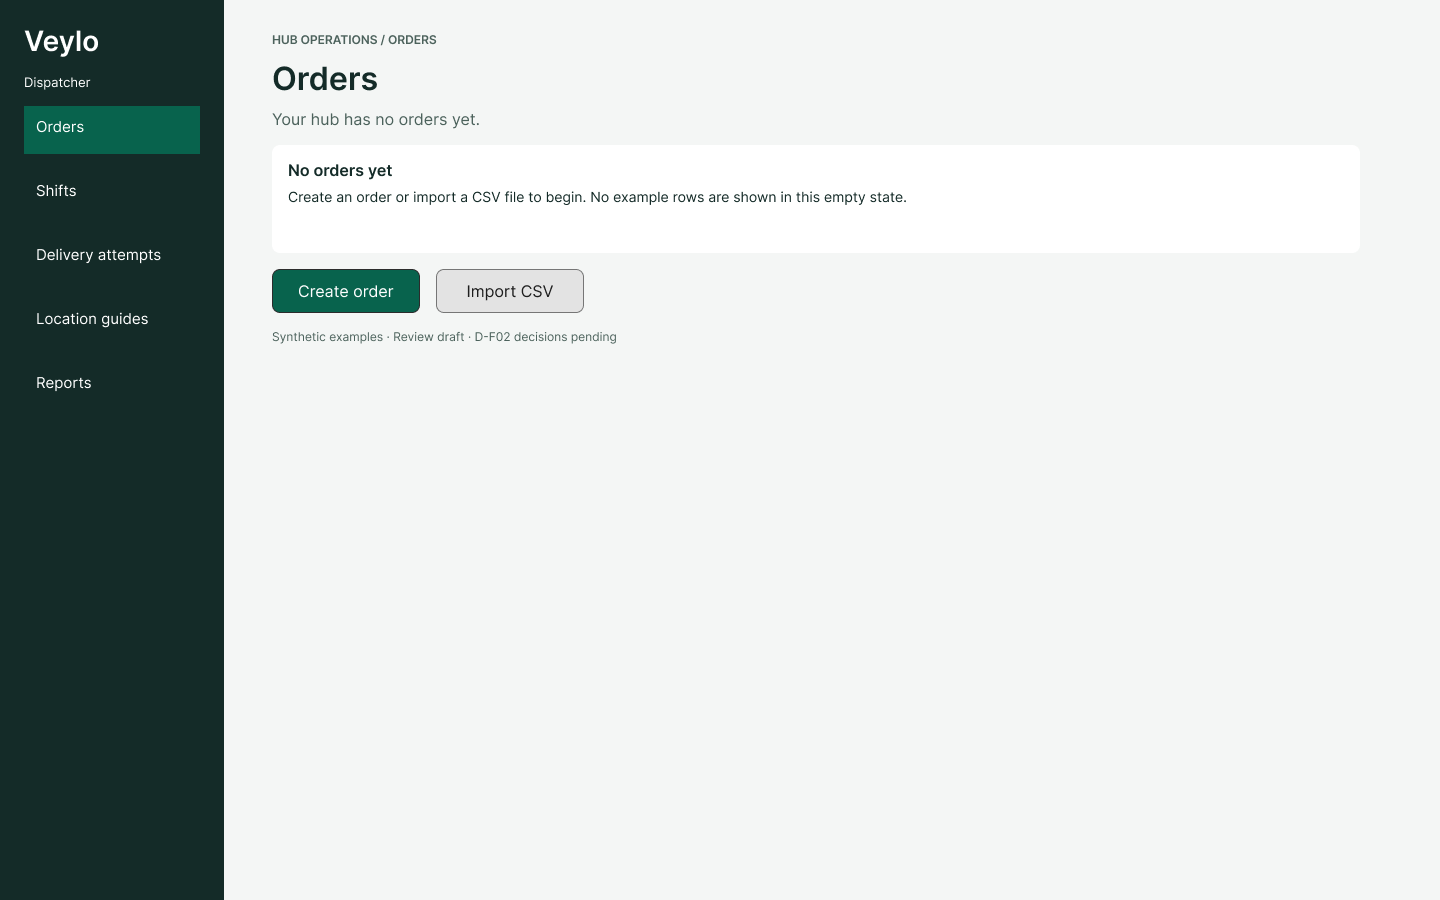 Veylo
Dispatcher
Orders
Shifts
Delivery attempts
Location guides
Reports
HUB OPERATIONS / ORDERS
Orders
Your hub has no orders yet.
No orders yet
Create an order or import a CSV file to begin. No example rows are shown in this empty state.
Create order
Import CSV
Synthetic examples · Review draft · D-F02 decisions pending